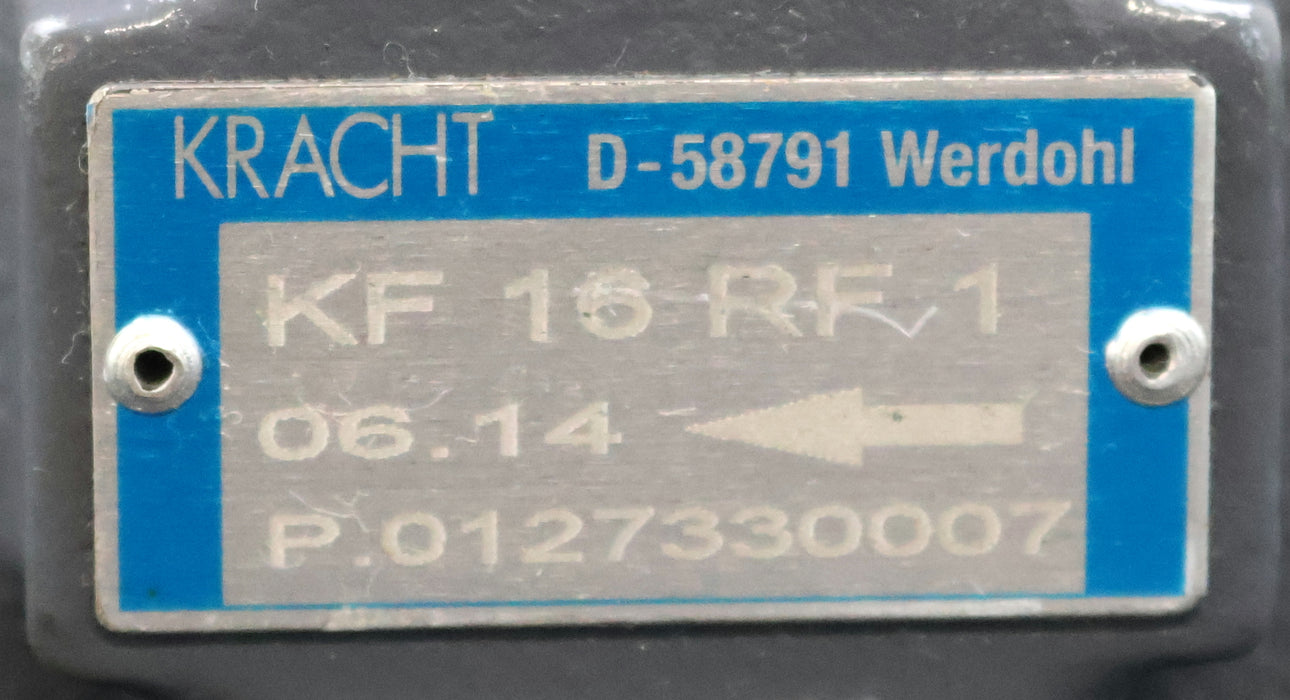 KRACHT D-58791 Werdohl
KF 16 RF 1
06.14
P.0127330007